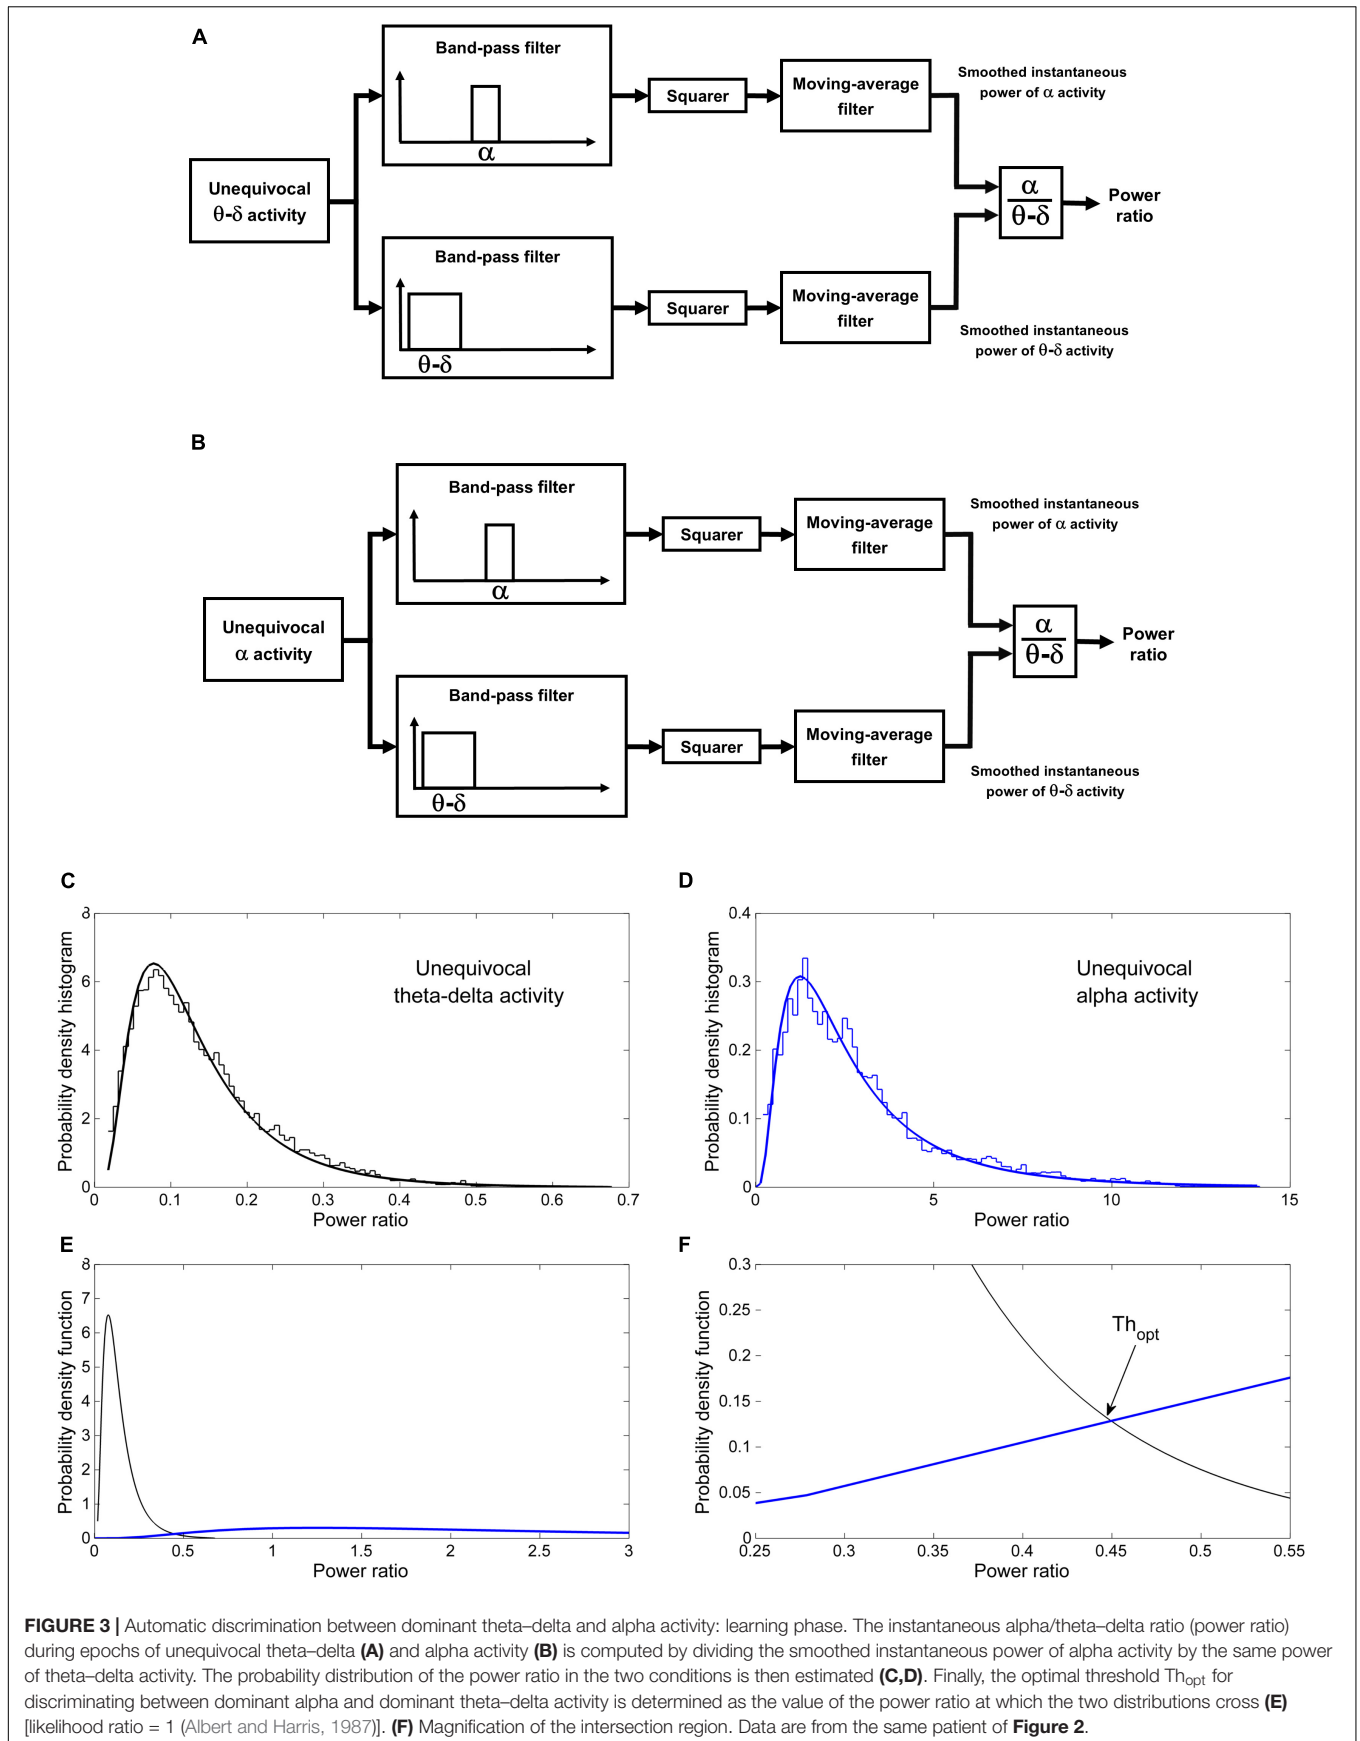 A
Band-pass filter
α
Squarer
Moving-average
filter
Smoothed instantaneous
power of α activity
Unequivocal
θ-δ activity
α
θ-δ
Power
ratio
Band-pass filter
θ-δ
Squarer
Moving-average
filter
Smoothed instantaneous
power of θ-δ activity
B
Band-pass filter
α
Squarer
Moving-average
filter
Smoothed instantaneous
power of α activity
Unequivocal
α activity
α
θ-δ
Power
ratio
Band-pass filter
θ-δ
Squarer
Moving-average
filter
Smoothed instantaneous
power of θ-δ activity
C
8
6
4
2
0
Probability density histogram
Unequivocal
theta-delta activity
0 0.1 0.2 0.3 0.4 0.5 0.6 0.7
Power ratio
D
0.4
0.3
0.2
0.1
0
Probability density histogram
Unequivocal
alpha activity
0 5 10 15
Power ratio
E
8
7
6
5
4
3
2
1
0
Probability density function
0 0.5 1 1.5 2 2.5 3
Power ratio
F
0.3
0.25
0.2
0.15
0.1
0.05
0
Probability density function
Thopt
0.25 0.3 0.35 0.4 0.45 0.5 0.55
Power ratio
FIGURE 3 | Automatic discrimination between dominant theta–delta and alpha activity: learning phase. The instantaneous alpha/theta–delta ratio (power ratio)
during epochs of unequivocal theta–delta (A) and alpha activity (B) is computed by dividing the smoothed instantaneous power of alpha activity by the same power
of theta–delta activity. The probability distribution of the power ratio in the two conditions is then estimated (C,D). Finally, the optimal threshold Thopt for
discriminating between dominant alpha and dominant theta–delta activity is determined as the value of the power ratio at which the two distributions cross (E)
[likelihood ratio = 1 (Albert and Harris, 1987)]. (F) Magnification of the intersection region. Data are from the same patient of Figure 2.